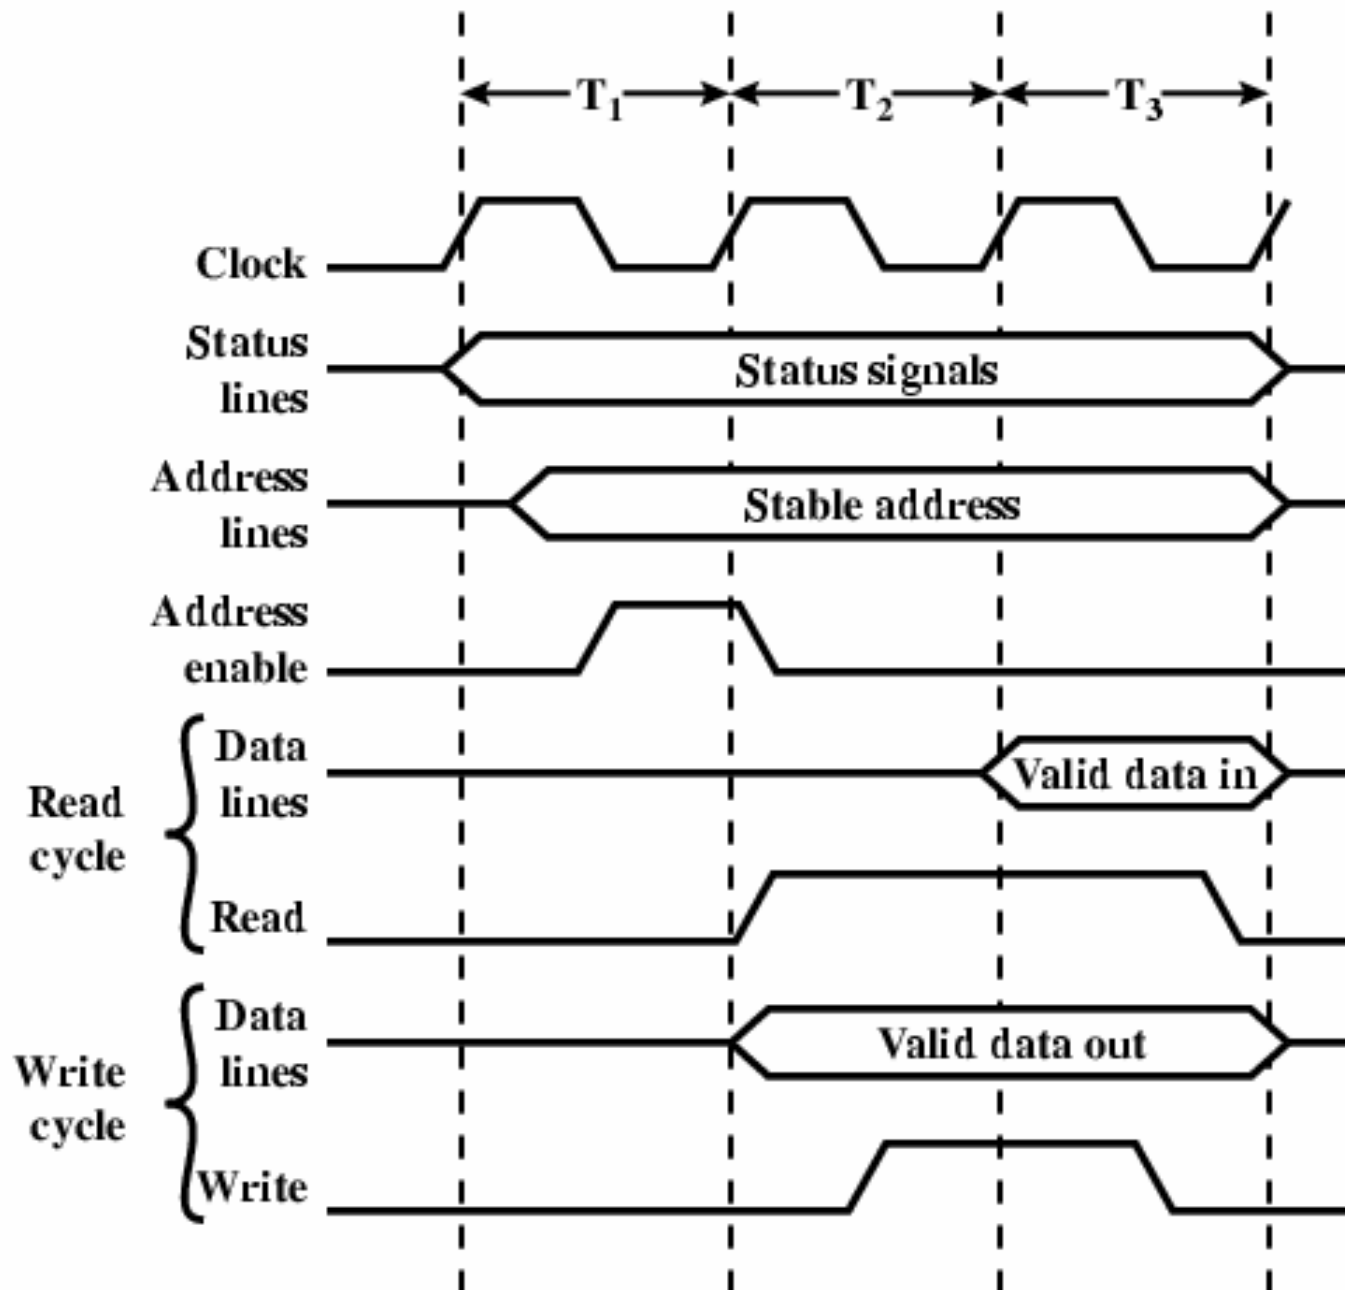 T1 T2 T3
Clock
Status
lines
Status signals
Address
lines
Stable address
Address
enable
Read
cycle
Data
lines
Valid data in
Read
Write
cycle
Data
lines
Valid data out
Write